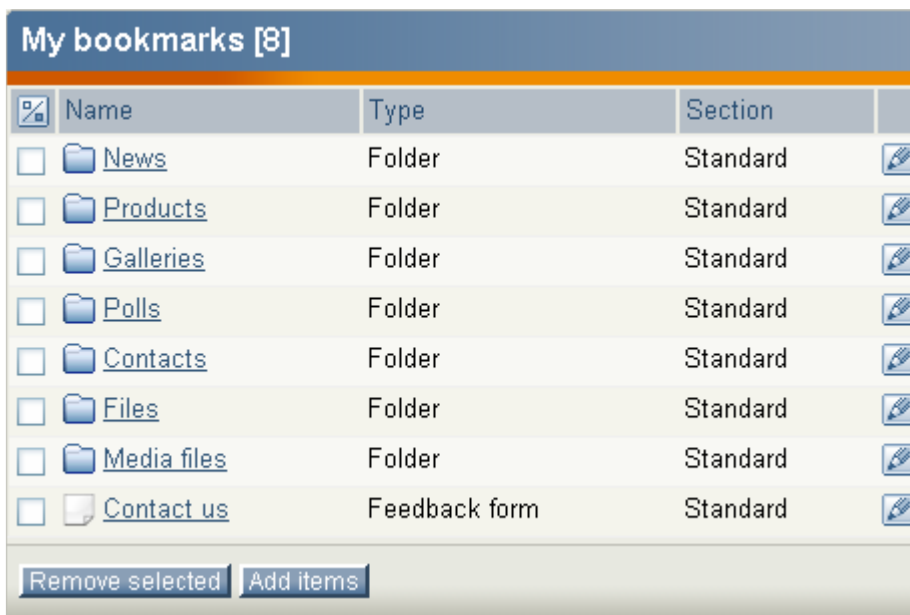 My bookmarks [8]
Name Type Section
News Folder Standard
Products Folder Standard
Galleries Folder Standard
Polls Folder Standard
Contacts Folder Standard
Files Folder Standard
Media files Folder Standard
Contact us Feedback form Standard
Remove selected Add items